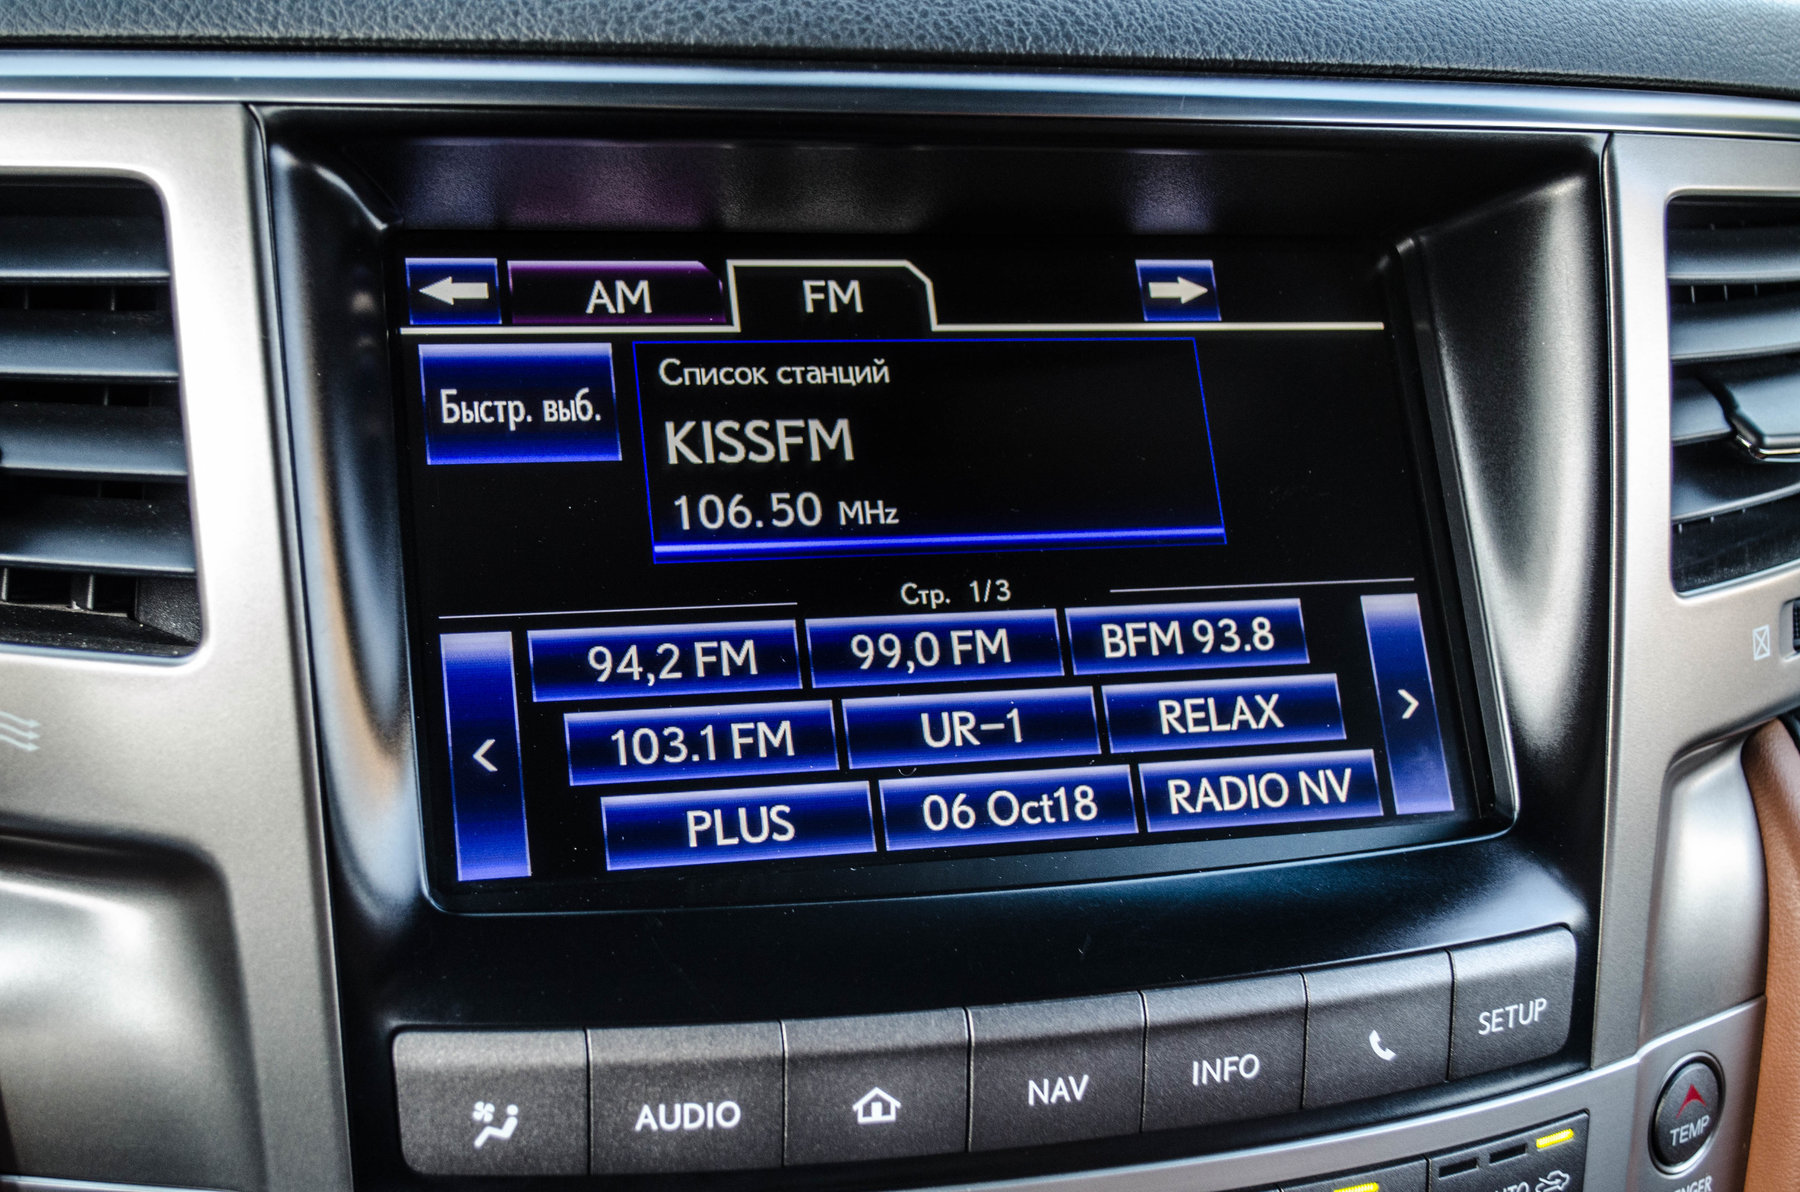 AM
FM
Быстр. выб.
Список станций
KISSFM
106.50 MHz
Стр. 1/3
94,2 FM
99,0 FM
BFM 93.8
103.1 FM
UR-1
RELAX
PLUS
06 Oct18
RADIO NV
AUDIO
NAV
INFO
SETUP
TEMP